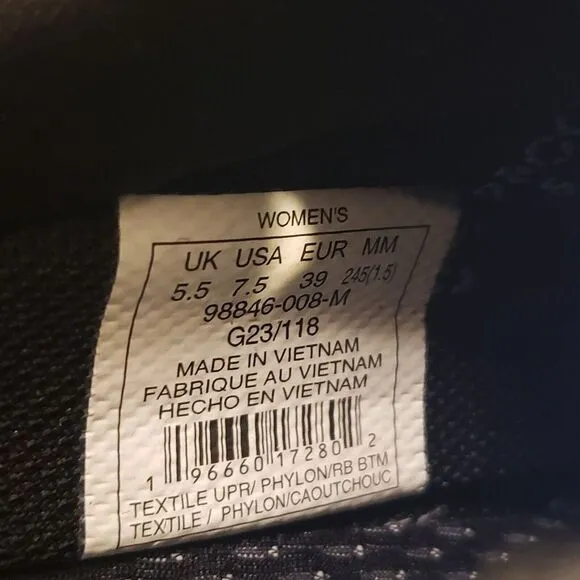 WOMEN'S
UK USA EUR MM
5.5 7.5 39 245(1.5)
98846-008-M
G23/118
MADE IN VIETNAM
FABRIQUE AU VIETNAM
HECHO EN VIETNAM
1 96660 17280 2
TEXTILE UPR/ PHYLON/RB BTM
TEXTILE / PHYLON/CAOUTCHOUC